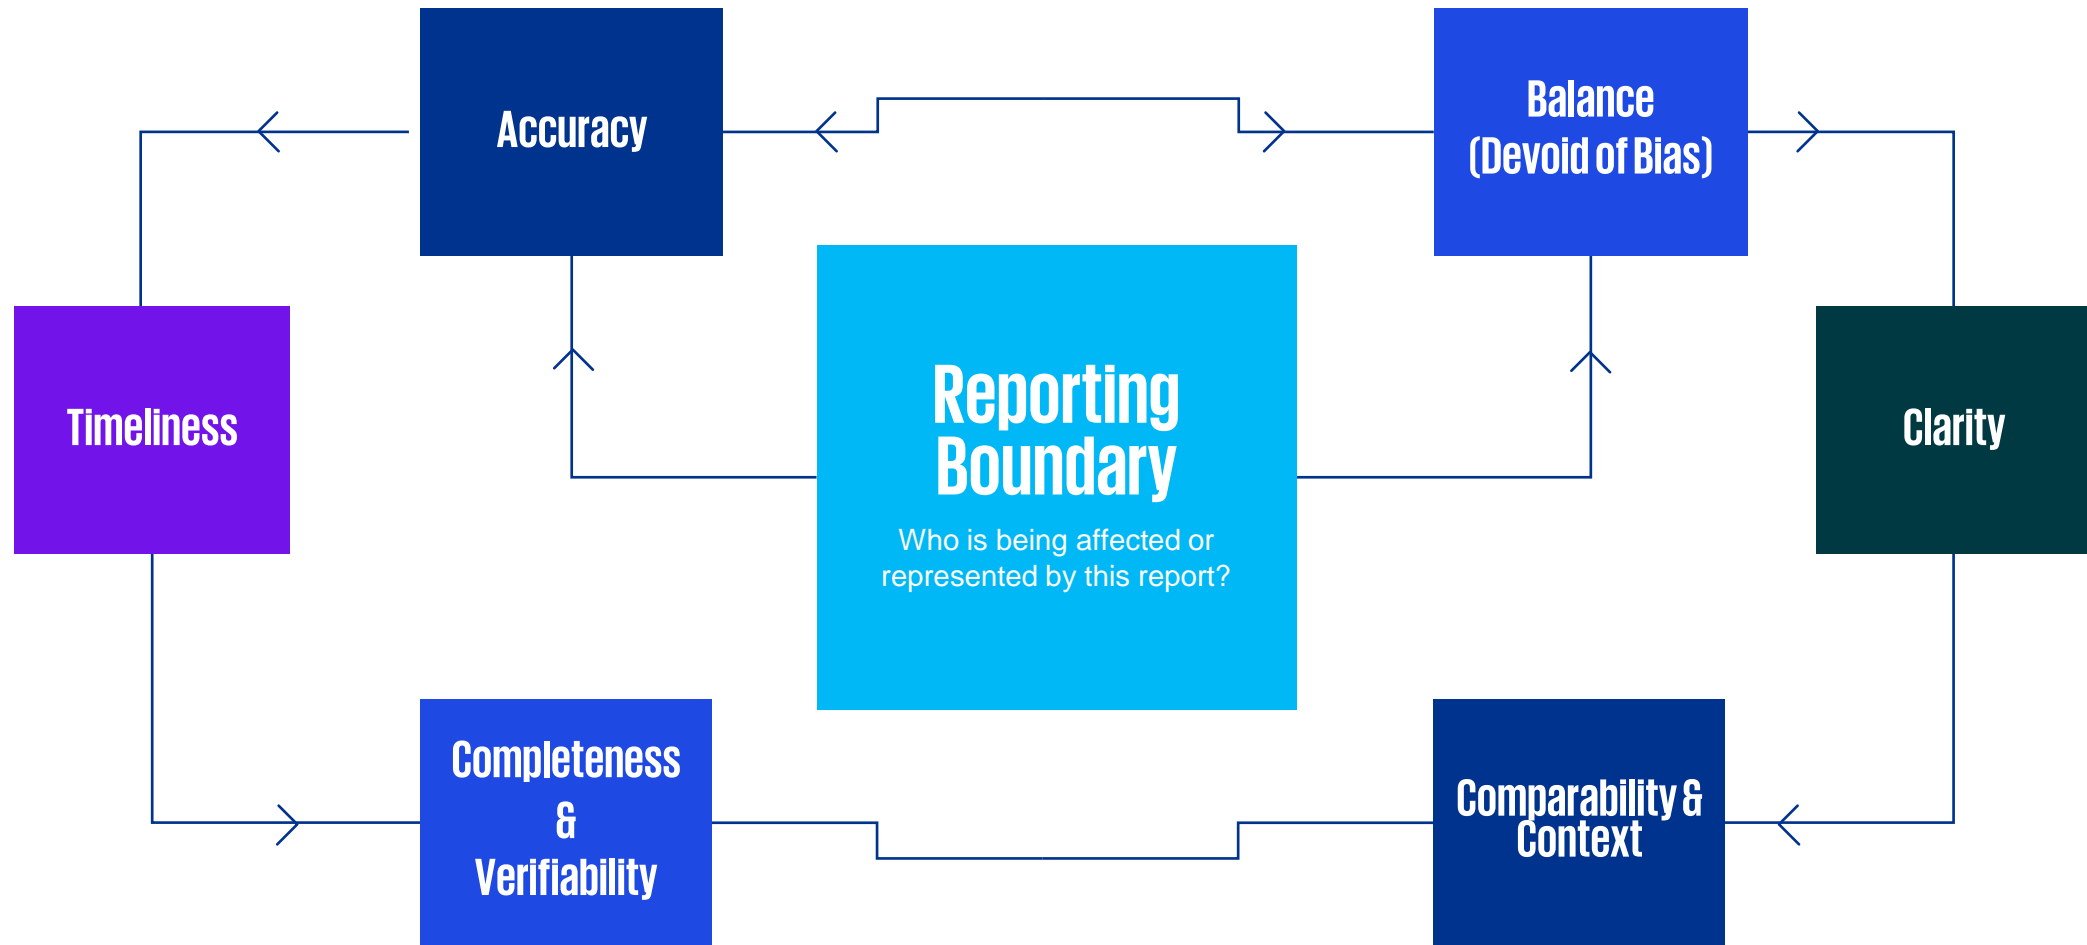 Accuracy
Balance
(Devoid of Bias)
Timeliness
Reporting
Boundary
Who is being affected or
represented by this report?
Clarity
Completeness
&
Verifiability
Comparability &
Context